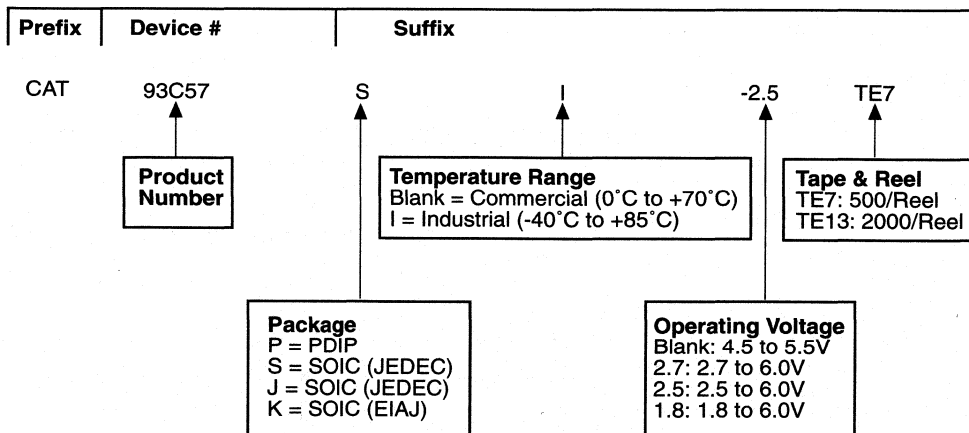 Prefix Device # Suffix
CAT 93C57 S I -2.5 TE7
Product
Number
Temperature Range
Blank = Commercial (0˚C to +70˚C)
I = Industrial (-40˚C to +85˚C)
Tape & Reel
TE7: 500/Reel
TE13: 2000/Reel
Package
P = PDIP
S = SOIC (JEDEC)
J = SOIC (JEDEC)
K = SOIC (EIAJ)
Operating Voltage
Blank: 4.5 to 5.5V
2.7: 2.7 to 6.0V
2.5: 2.5 to 6.0V
1.8: 1.8 to 6.0V